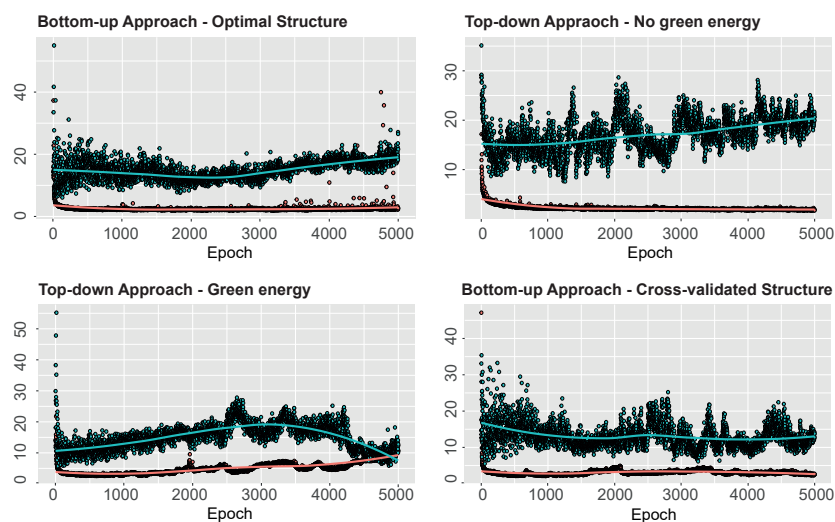 Bottom-up Approach - Optimal Structure
40
20
0
0 1000 2000 3000 4000 5000
Epoch
Top-down Appraoch - No green energy
30
20
10
0 1000 2000 3000 4000 5000
Epoch
Top-down Approach - Green energy
50
40
30
20
10
0
0 1000 2000 3000 4000 5000
Epoch
Bottom-up Approach - Cross-validated Structure
40
30
20
10
0
0 1000 2000 3000 4000 5000
Epoch